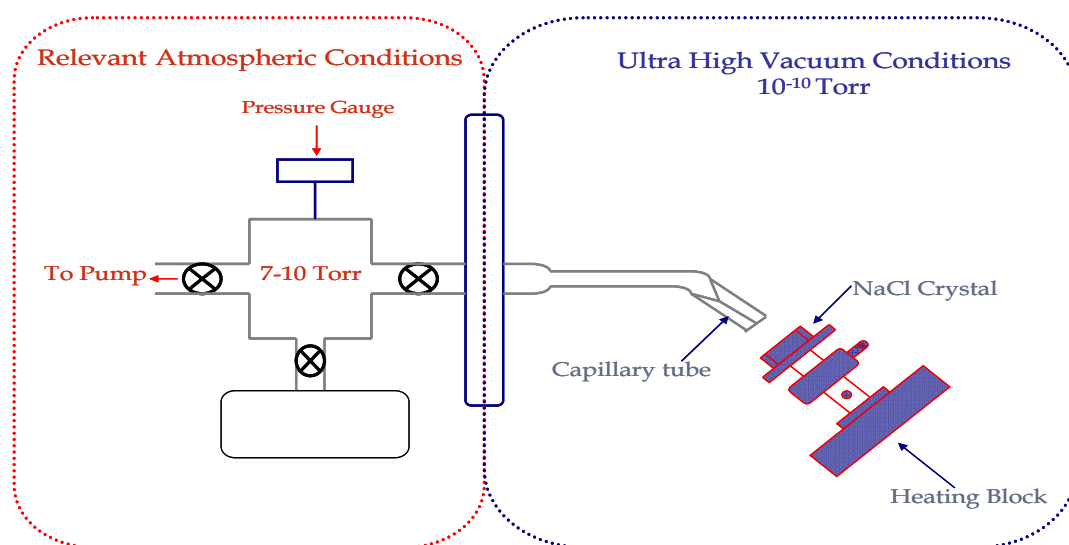 Relevant Atmospheric Conditions
Ultra High Vacuum Conditions
10⁻¹⁰ Torr
Pressure Gauge
To Pump
7-10 Torr
NaCl Crystal
Capillary tube
Heating Block